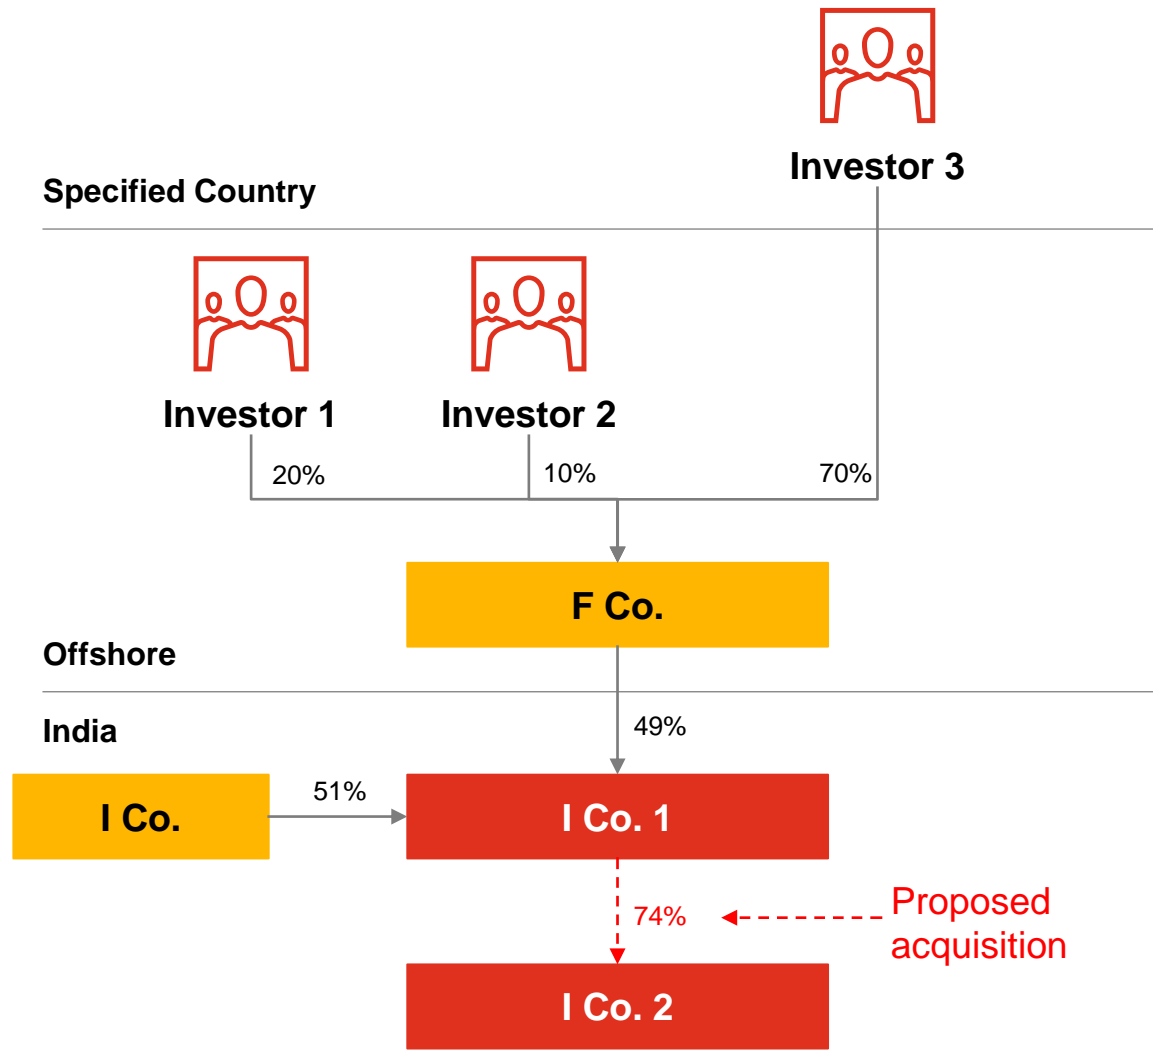 Investor 3
Specified Country
Investor 1
Investor 2
20%
10%
70%
F Co.
Offshore
India
49%
I Co.
51%
I Co. 1
74%
Proposed
acquisition
I Co. 2